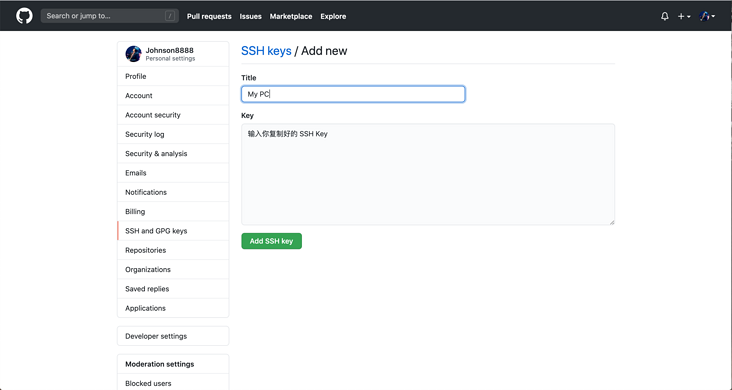 Search or jump to...
/
Pull requests
Issues
Marketplace
Explore
Johnson8888
Personal settings
Profile
Account
Account security
Security log
Security & analysis
Emails
Notifications
Billing
SSH and GPG keys
Repositories
Organizations
Saved replies
Applications
Developer settings
Moderation settings
Blocked users
SSH keys / Add new
Title
My PC
Key
输入你复制好的 SSH Key
Add SSH key